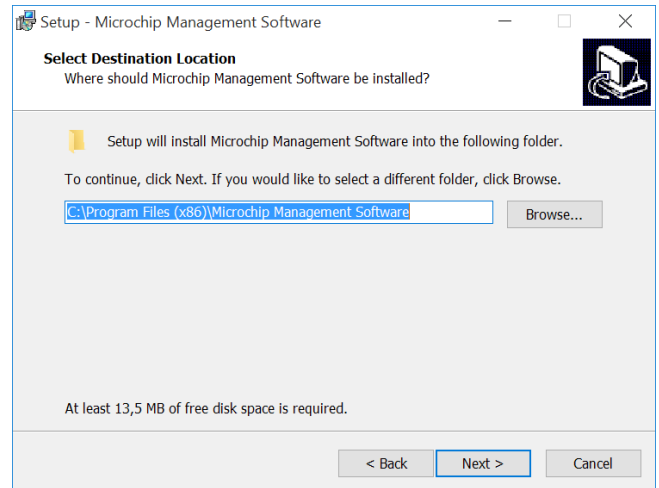 Setup - Microchip Management Software
Select Destination Location
Where should Microchip Management Software be installed?
Setup will install Microchip Management Software into the following folder.
To continue, click Next. If you would like to select a different folder, click Browse.
C:\Program Files (x86)\Microchip Management Software
Browse...
At least 13,5 MB of free disk space is required.
< Back
Next >
Cancel